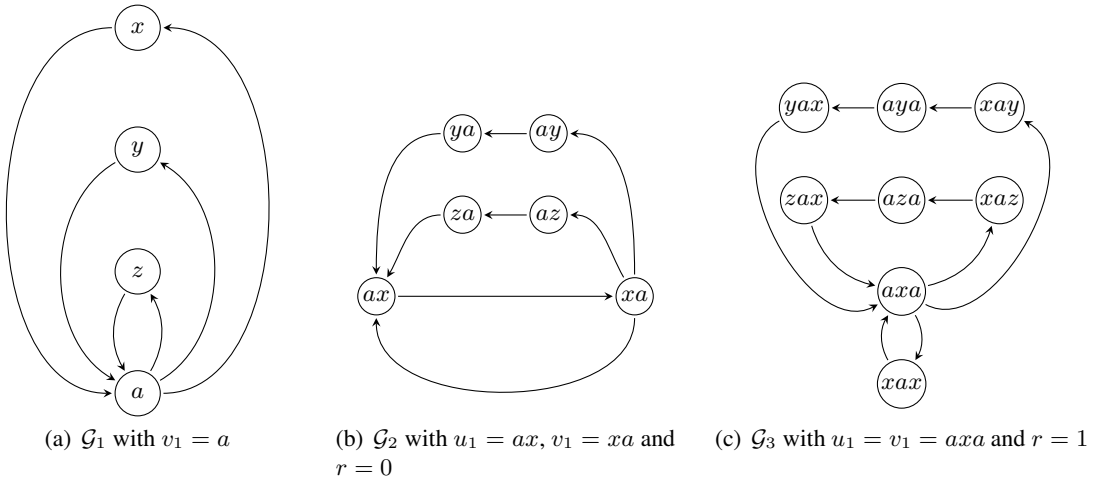 x
y
z
a
(a) 𝒢₁ with v₁ = a
ya ay
za az
ax xa
(b) 𝒢₂ with u₁ = ax, v₁ = xa and
r = 0
yax aya xay
zax aza xaz
axa
xax
(c) 𝒢₃ with u₁ = v₁ = axa and r = 1